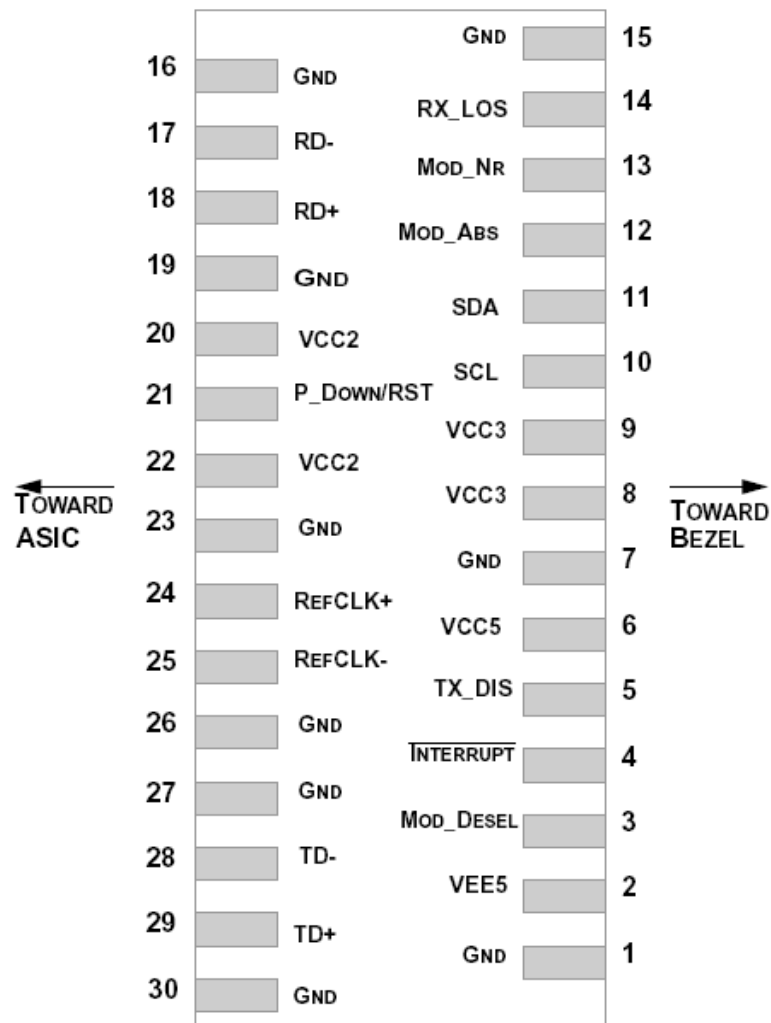 GND 15
16 GND
RX_LOS 14
17 RD-
MOD_NR 13
18 RD+
MOD_ABS 12
19 GND
SDA 11
20 VCC2
SCL 10
21 P_DOWN/RST
VCC3 9
22 VCC2
VCC3 8
TOWARD
ASIC
TOWARD
BEZEL
23 GND
GND 7
24 REFCLK+
VCC5 6
25 REFCLK-
TX_DIS 5
26 GND
INTERRUPT 4
27 GND
MOD_DESEL 3
28 TD-
VEE5 2
29 TD+
GND 1
30 GND